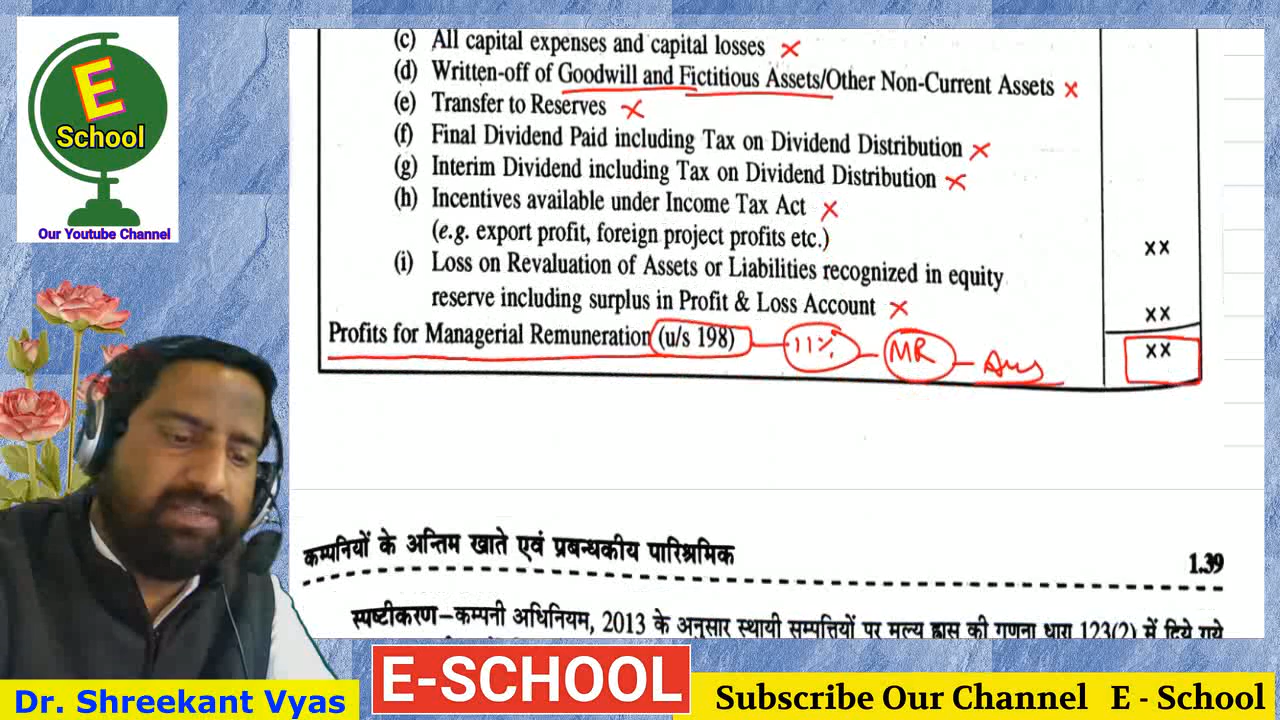 E
School
Our Youtube Channel
(c) All capital expenses and capital losses ×
(d) Written-off of Goodwill and Fictitious Assets/Other Non-Current Assets ×
(e) Transfer to Reserves ×
(f) Final Dividend Paid including Tax on Dividend Distribution ×
(g) Interim Dividend including Tax on Dividend Distribution ×
(h) Incentives available under Income Tax Act ×
(e.g. export profit, foreign project profits etc.) ××
(i) Loss on Revaluation of Assets or Liabilities recognized in equity
reserve including surplus in Profit & Loss Account × ××
Profits for Managerial Remuneration (u/s 198) 11% MR Ans ××
कम्पनियों के अन्तिम खाते एवं प्रबन्धकीय पारिश्रमिक 1.39
स्पष्टीकरण–कम्पनी अधिनियम, 2013 के अनुसार स्थायी सम्पत्तियों पर मूल्य ह्रास की गणना धारा 123(2) में दिये गये
Dr. Shreekant Vyas
E-SCHOOL
Subscribe Our Channel E - School